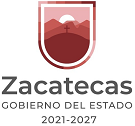 Zacatecas
GOBIERNO DEL ESTADO
2021-2027